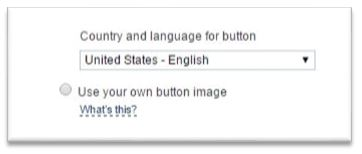 Country and language for button
United States - English
Use your own button image
What's this?